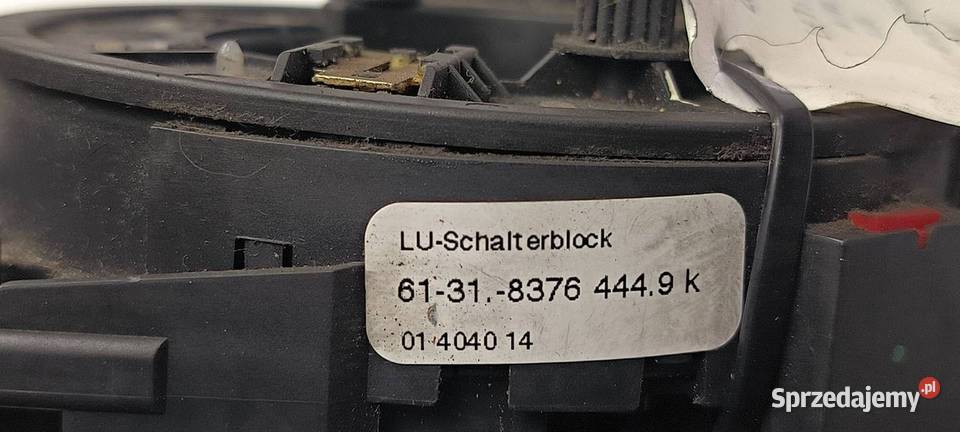 LU-Schalterblock
61-31.-8376 444.9 k
01 4040 14
Sprzedajemy.pl